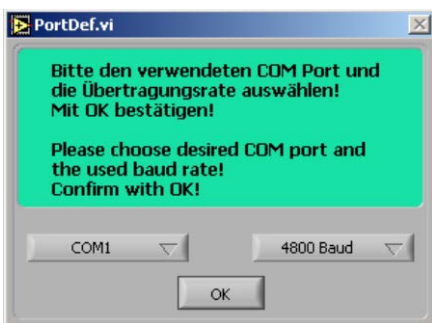 PortDef.vi
Bitte den verwendeten COM Port und
die Übertragungsrate auswählen!
Mit OK bestätigen!
Please choose desired COM port and
the used baud rate!
Confirm with OK!
COM1 4800 Baud
OK